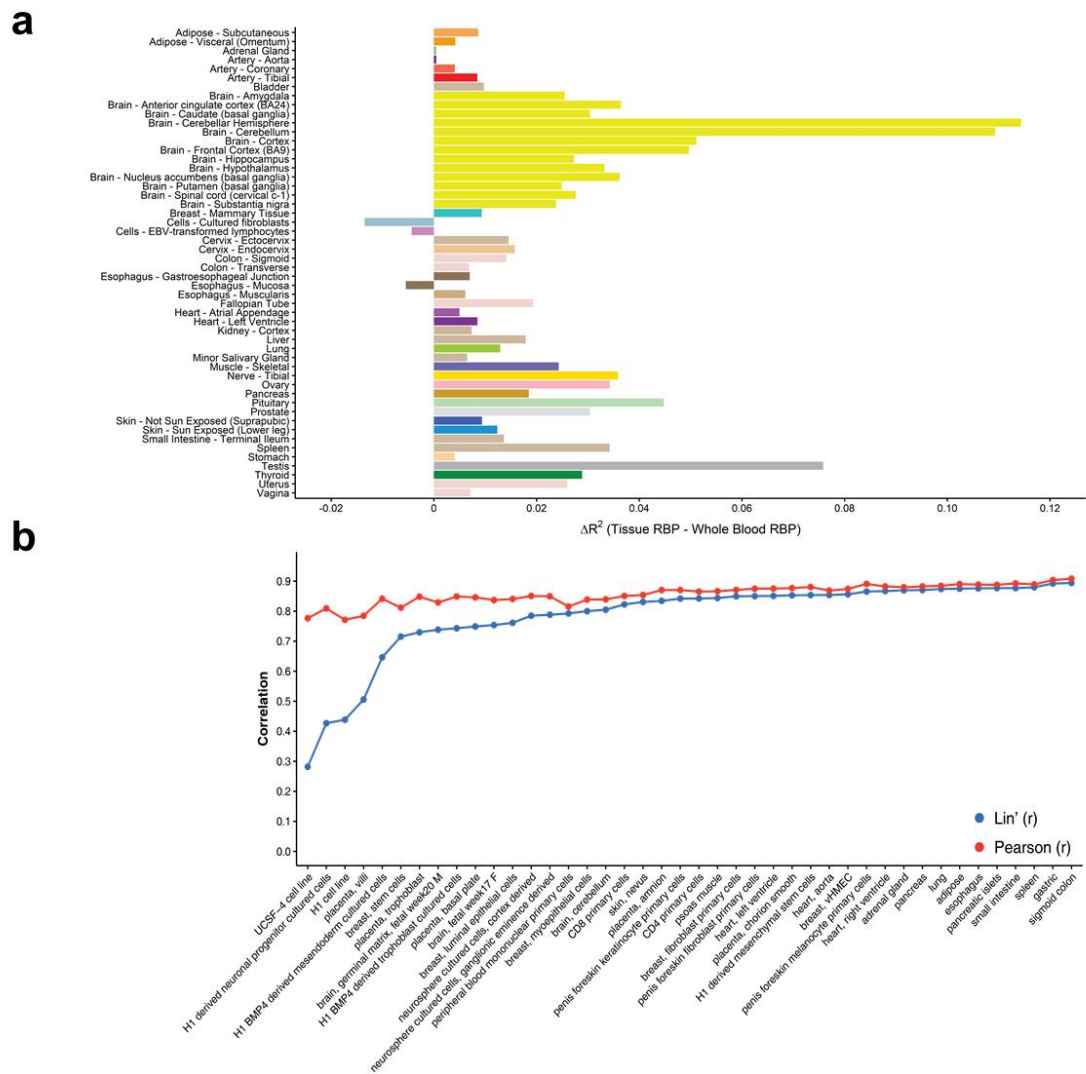 a
Adipose - Subcutaneous
Adipose - Visceral (Omentum)
Adrenal Gland
Artery - Aorta
Artery - Coronary
Artery - Tibial
Bladder
Brain - Amygdala
Brain - Anterior cingulate cortex (BA24)
Brain - Caudate (basal ganglia)
Brain - Cerebellar Hemisphere
Brain - Cerebellum
Brain - Cortex
Brain - Frontal Cortex (BA9)
Brain - Hippocampus
Brain - Hypothalamus
Brain - Nucleus accumbens (basal ganglia)
Brain - Putamen (basal ganglia)
Brain - Spinal cord (cervical c-1)
Brain - Substantia nigra
Breast - Mammary Tissue
Cells - Cultured fibroblasts
Cells - EBV-transformed lymphocytes
Cervix - Ectocervix
Cervix - Endocervix
Colon - Sigmoid
Colon - Transverse
Esophagus - Gastroesophageal Junction
Esophagus - Mucosa
Esophagus - Muscularis
Fallopian Tube
Heart - Atrial Appendage
Heart - Left Ventricle
Kidney - Cortex
Liver
Lung
Minor Salivary Gland
Muscle - Skeletal
Nerve - Tibial
Ovary
Pancreas
Pituitary
Prostate
Skin - Not Sun Exposed (Suprapubic)
Skin - Sun Exposed (Lower leg)
Small Intestine - Terminal Ileum
Spleen
Stomach
Testis
Thyroid
Uterus
Vagina
-0.02 0 0.02 0.04 0.06 0.08 0.10 0.12
ΔR² (Tissue RBP - Whole Blood RBP)
b
Correlation
0.9
0.8
0.7
0.6
0.5
0.4
0.3
0.2
0.1
0.0
Lin' (r)
Pearson (r)
UCSF-4 cell line
H1 derived neuronal progenitor cultured cells
H1 cell line
placenta, villi
H1 BMP4 derived mesendoderm cultured cells
breast, stem cells
placenta, trophoblast
brain, germinal matrix, fetal week20 M
H1 BMP4 derived trophoblast cultured cells
placenta, basal plate
brain, fetal week17 F
breast, luminal epithelial cells
neurosphere cultured cells, cortex derived
neurosphere cultured cells, ganglionic eminence derived
peripheral blood mononuclear primary cells
breast, myoepithelial cells
brain, cerebellum
CD8 primary cells
skin, nevus
placenta, amnion
penis foreskin keratinocyte primary cells
CD4 primary cells
psoas muscle
breast, fibroblast primary cells
penis foreskin fibroblast primary cells
heart, left ventricle
placenta, chorion smooth
H1 derived mesenchymal stem cells
heart, aorta
breast, vHMEC
penis foreskin melanocyte primary cells
heart, right ventricle
adrenal gland
pancreas
lung
adipose
esophagus
pancreatic islets
small intestine
spleen
gastric
sigmoid colon